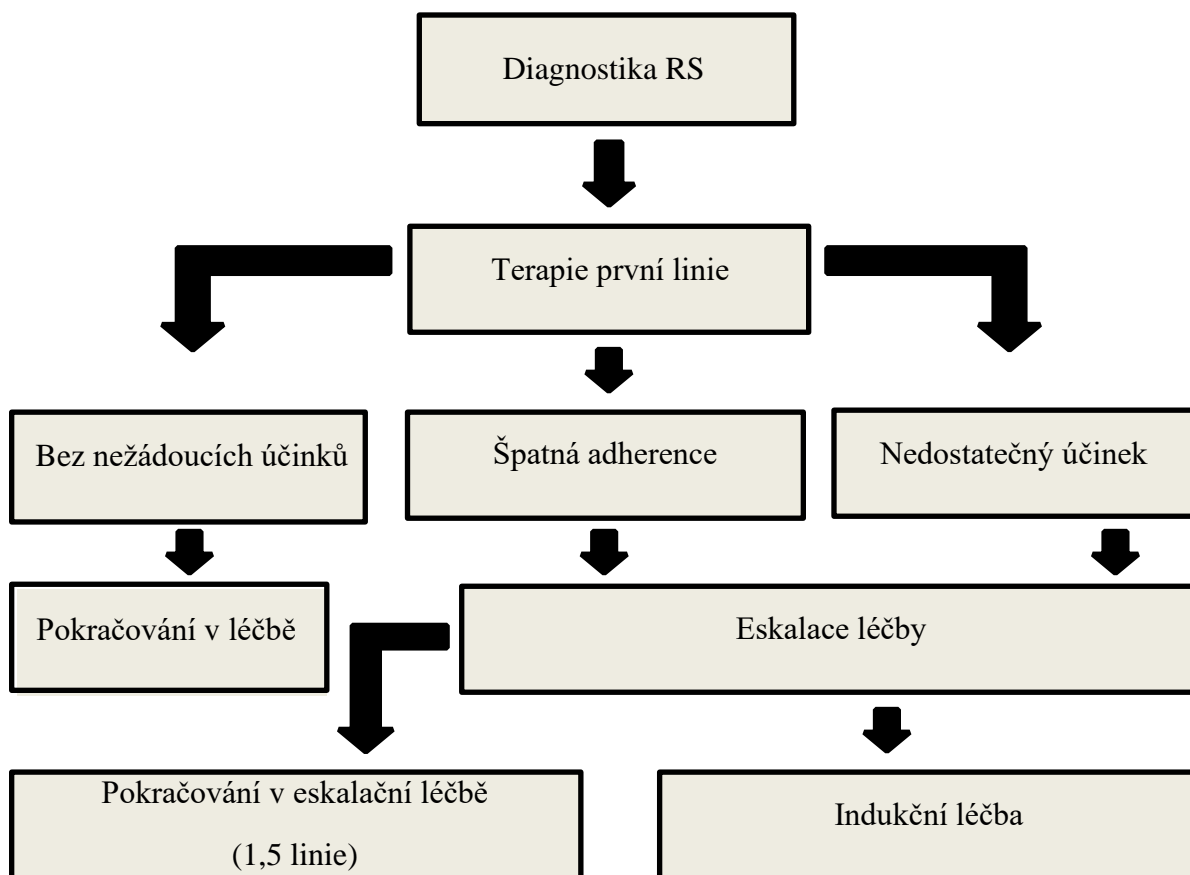 Diagnostika RS
Terapie první linie
Bez nežádoucích účinků
Špatná adherence
Nedostatečný účinek
Pokračování v léčbě
Eskalace léčby
Pokračování v eskalační léčbě
(1,5 linie)
Indukční léčba